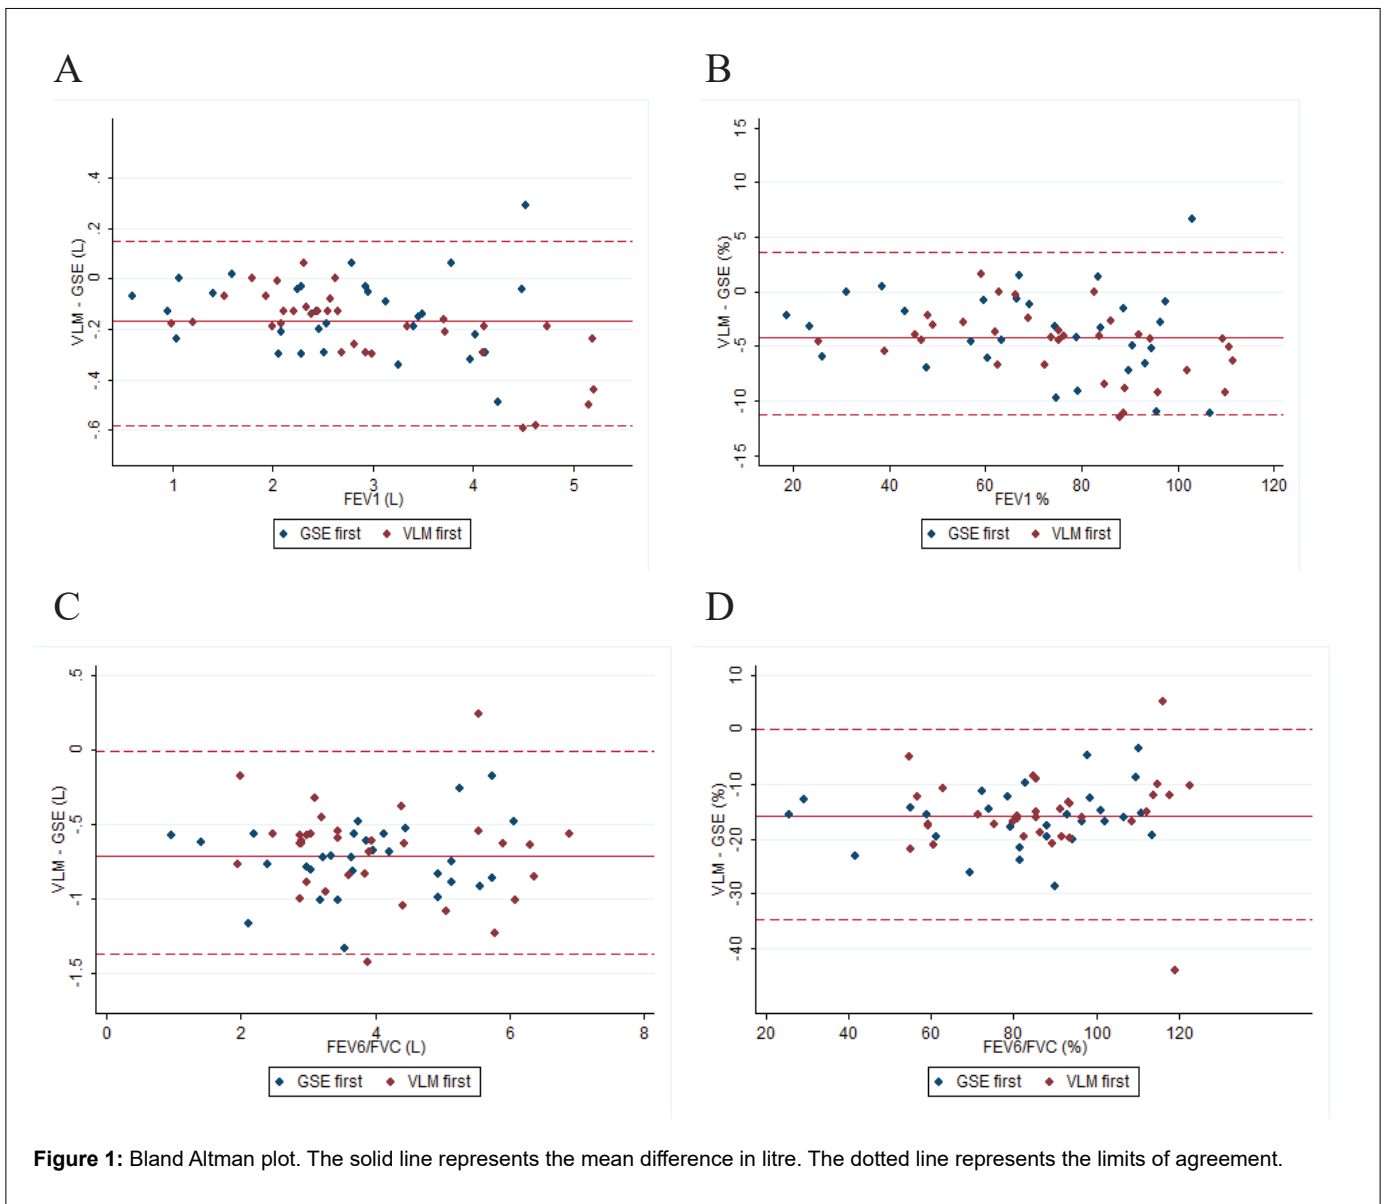 A
.4
.2
0
-.2
-.4
-.6
VLM - GSE (L)
1 2 3 4 5
FEV1 (L)
GSE first VLM first
B
15
10
5
0
-5
-10
-15
VLM - GSE (%)
20 40 60 80 100 120
FEV1 %
GSE first VLM first
C
.5
0
-.5
-1
-1.5
VLM - GSE (L)
0 2 4 6 8
FEV6/FVC (L)
GSE first VLM first
D
10
0
-10
-20
-30
-40
VLM - GSE (%)
20 40 60 80 100 120
FEV6/FVC (%)
GSE first VLM first
Figure 1: Bland Altman plot. The solid line represents the mean difference in litre. The dotted line represents the limits of agreement.